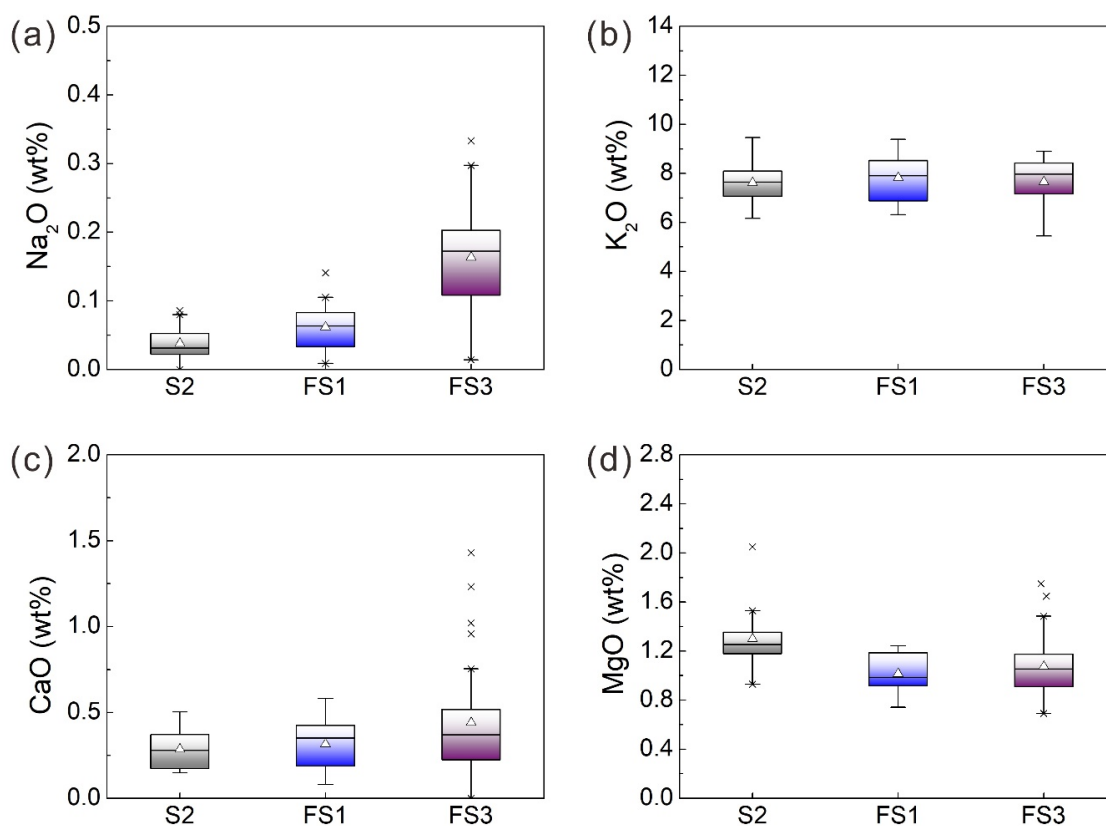 (a)
Na₂O (wt%)
0.5
0.4
0.3
0.2
0.1
0.0
S2 FS1 FS3
(b)
K₂O (wt%)
14
12
10
8
6
4
2
0
S2 FS1 FS3
(c)
CaO (wt%)
2.0
1.5
1.0
0.5
0.0
S2 FS1 FS3
(d)
MgO (wt%)
2.8
2.4
2.0
1.6
1.2
0.8
0.4
0.0
S2 FS1 FS3